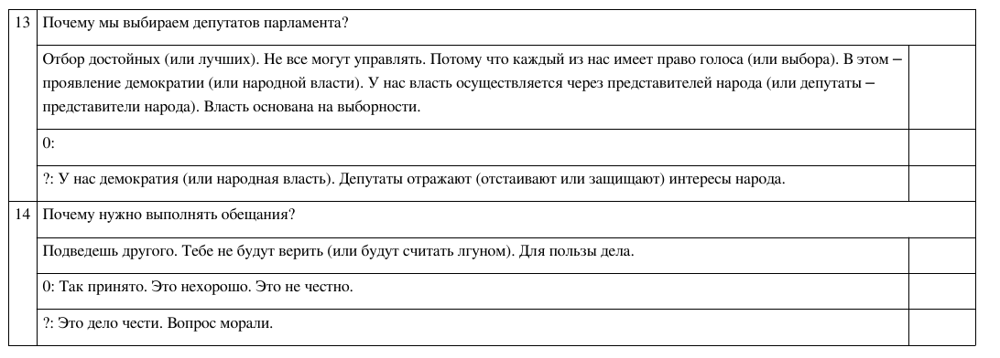 13 Почему мы выбираем депутатов парламента?
Отбор достойных (или лучших). Не все могут управлять. Потому что каждый из нас имеет право голоса (или выбора). В этом –
проявление демократии (или народной власти). У нас власть осуществляется через представителей народа (или депутаты –
представители народа). Власть основана на выборности.
0:
?: У нас демократия (или народная власть). Депутаты отражают (отстаивают или защищают) интересы народа.
14 Почему нужно выполнять обещания?
Подведешь другого. Тебе не будут верить (или будут считать лгуном). Для пользы дела.
0: Так принято. Это нехорошо. Это не честно.
?: Это дело чести. Вопрос морали.